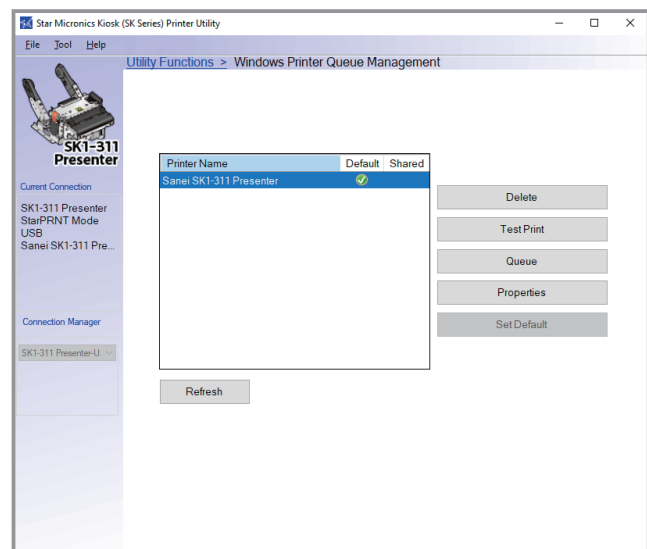 Star Micronics Kiosk (SK Series) Printer Utility
File Tool Help
Utility Functions > Windows Printer Queue Management
SK1-311
Presenter
Current Connection
SK1-311 Presenter
StarPRNT Mode
USB
Sanei SK1-311 Pre...
Connection Manager
SK1-311 Presenter-U
Printer Name Default Shared
Sanei SK1-311 Presenter
Delete
Test Print
Queue
Properties
Set Default
Refresh